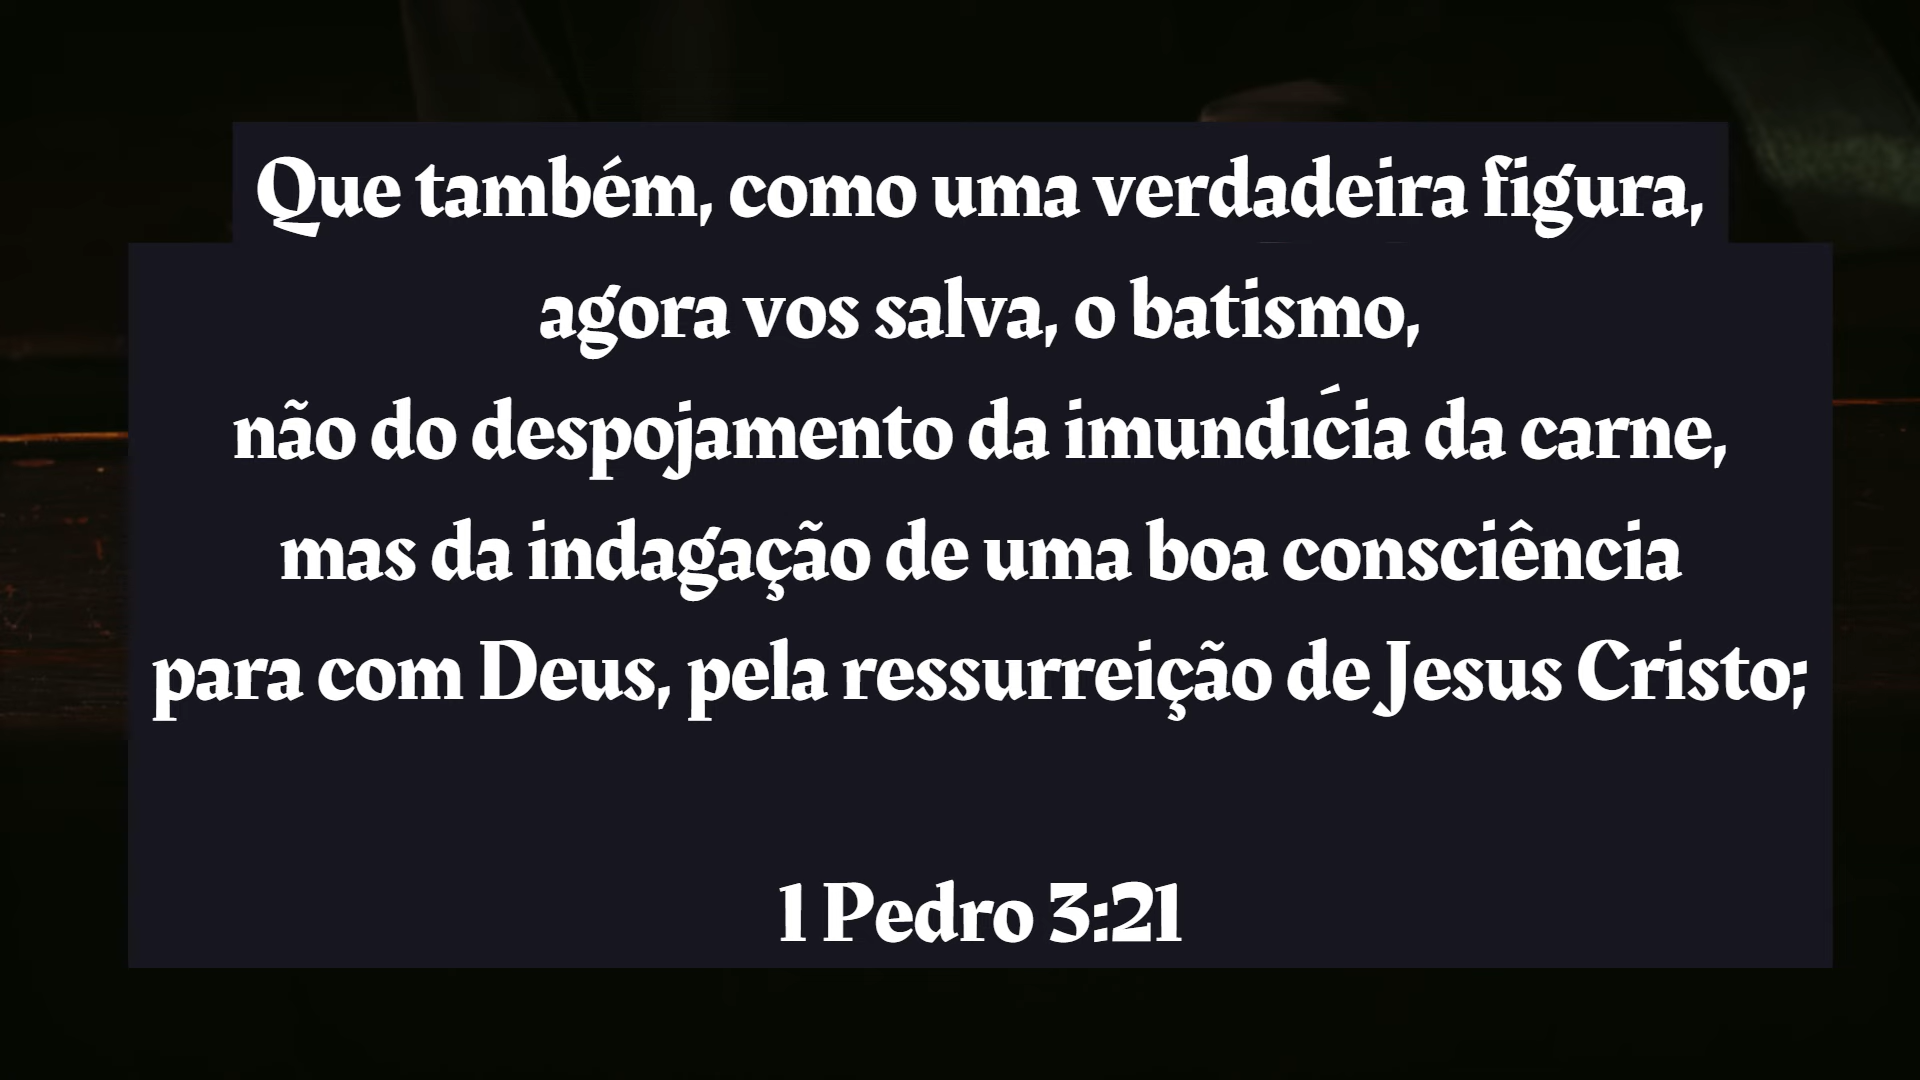 Que também, como uma verdadeira figura,
agora vos salva, o batismo,
não do despojamento da imundícia da carne,
mas da indagação de uma boa consciência
para com Deus, pela ressurreição de Jesus Cristo;
1 Pedro 3:21